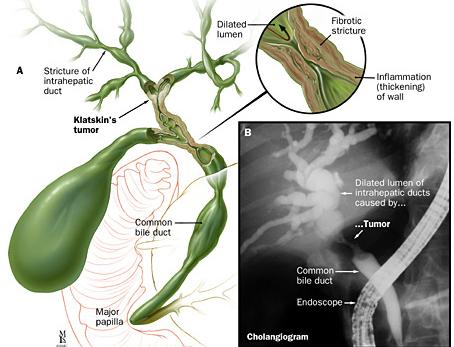 A
Stricture of
intrahepatic
duct
Dilated
lumen
Fibrotic
stricture
Inflammation
(thickening)
of wall
Klatskin's
tumor
Common
bile duct
Major
papilla
B
Dilated lumen of
intrahepatic ducts
caused by...
...Tumor
Common
bile duct
Endoscope
Cholangiogram